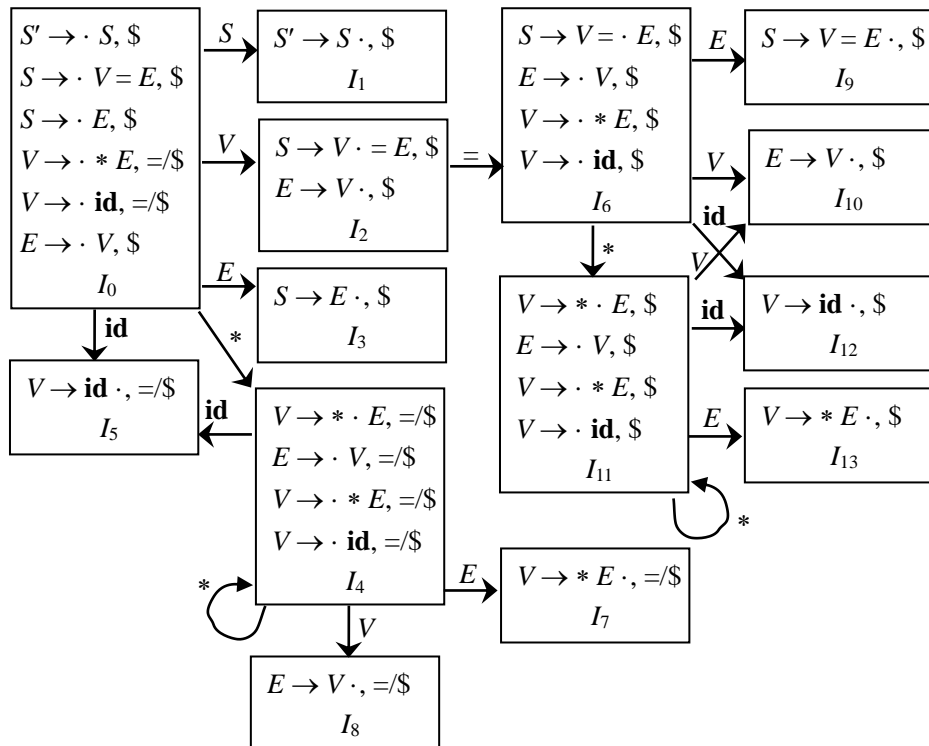 S′ → · S, $
S → · V = E, $
S → · E, $
V → · * E, =/$
V → · id, =/$
E → · V, $
I0
S
S′ → S ·, $
I1
V
S → V · = E, $
E → V ·, $
I2
=
E
S → E ·, $
I3
id
*
V → id ·, =/$
I5
id
V → * · E, =/$
E → · V, =/$
V → · * E, =/$
V → · id, =/$
I4
*
V
E → V ·, =/$
I8
E
V → * E ·, =/$
I7
S → V = · E, $
E → · V, $
V → · * E, $
V → · id, $
I6
E
S → V = E ·, $
I9
V
E → V ·, $
I10
id
*
V
V → * · E, $
E → · V, $
V → · * E, $
V → · id, $
I11
id
V → id ·, $
I12
E
V → * E ·, $
I13
*